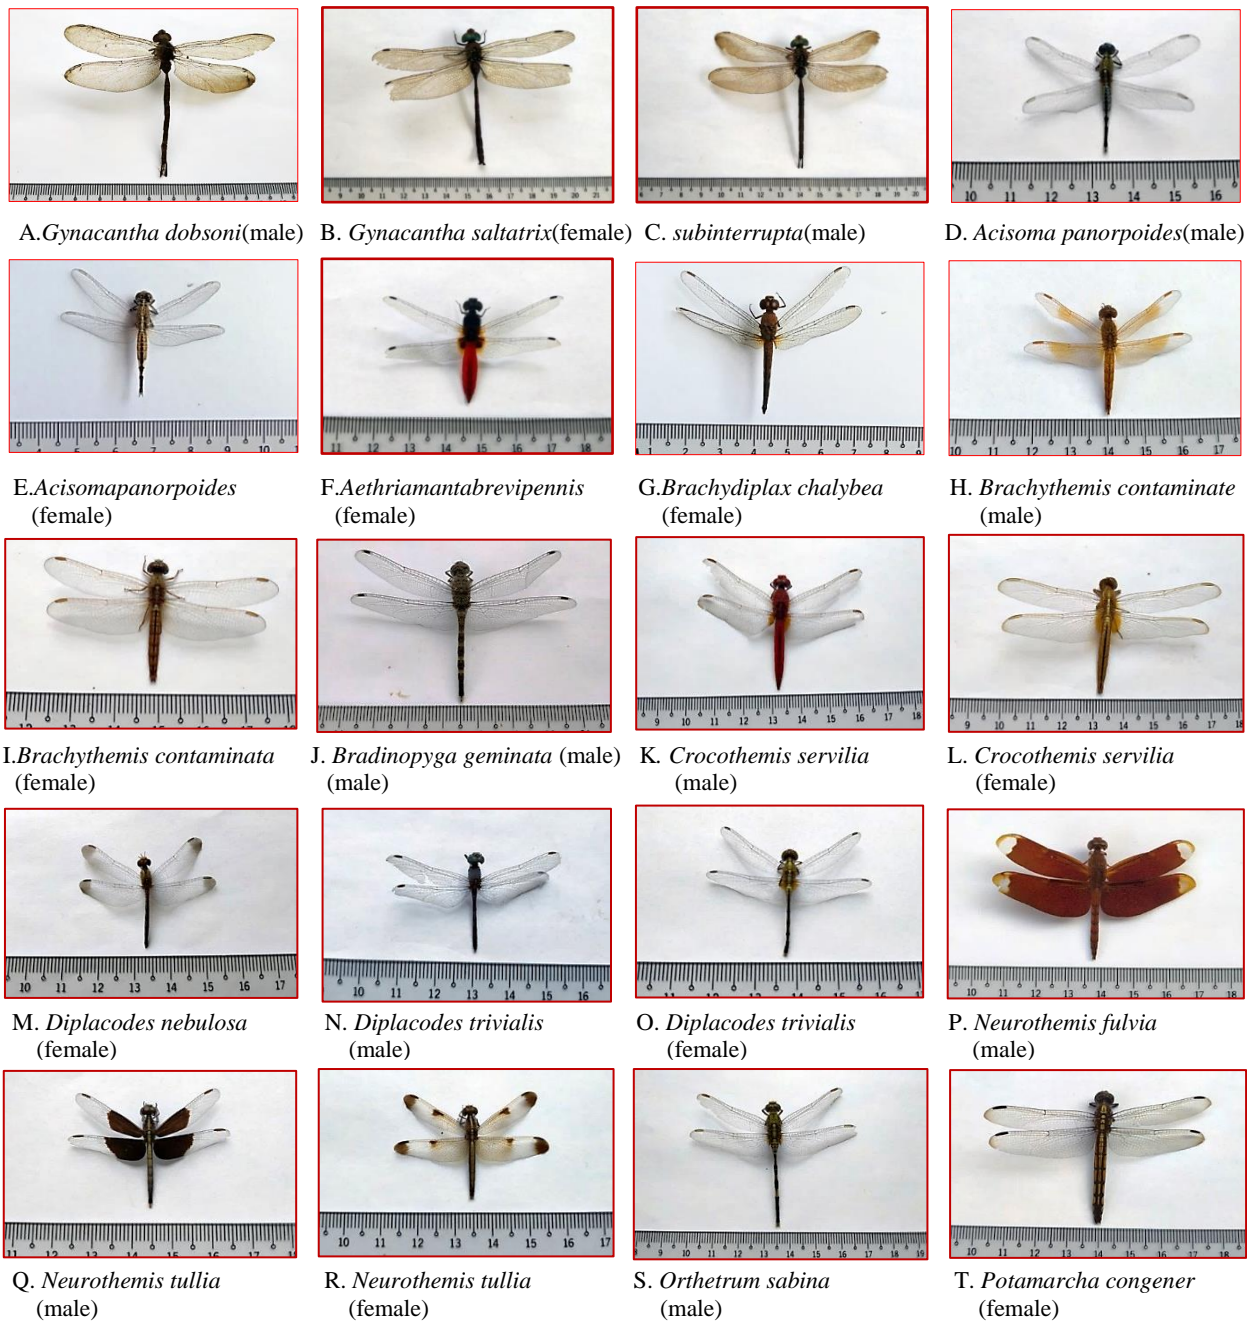 A.Gynacantha dobsoni(male) B. Gynacantha saltatrix(female) C. subinterrupta(male) D. Acisoma panorpoides(male)
E.Acisomapanorpoides F.Aethriamantabrevipennis G.Brachydiplax chalybea H. Brachythemis contaminate
(female) (female) (female) (male)
I.Brachythemis contaminata J. Bradinopyga geminata (male) K. Crocothemis servilia L. Crocothemis servilia
(female) (male) (male) (female)
M. Diplacodes nebulosa N. Diplacodes trivialis O. Diplacodes trivialis P. Neurothemis fulvia
(female) (male) (female) (male)
Q. Neurothemis tullia R. Neurothemis tullia S. Orthetrum sabina T. Potamarcha congener
(male) (female) (male) (female)